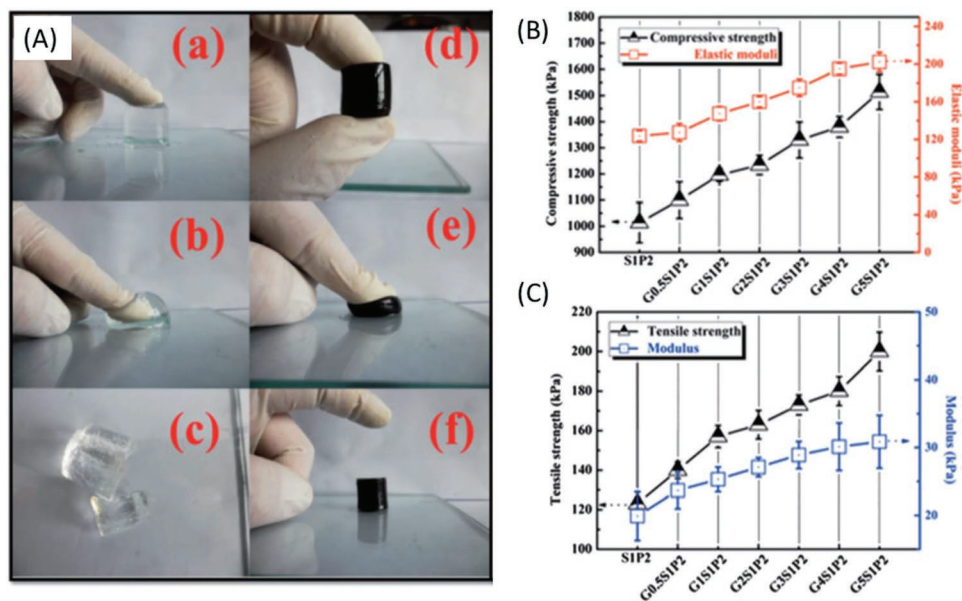 (A)
(a)
(d)
(b)
(e)
(c)
(f)
(B)
Compressive strength
Elastic moduli
Compressive strength (kPa)
1800
1700
1600
1500
1400
1300
1200
1100
1000
900
240
200
160
120
80
40
0
Elastic moduli (kPa)
S1P2
G0.5S1P2
G1S1P2
G2S1P2
G3S1P2
G4S1P2
G5S1P2
(C)
Tensile strength
Modulus
Tensile strength (kPa)
220
200
180
160
140
120
100
50
40
30
20
Modulus (kPa)
S1P2
G0.5S1P2
G1S1P2
G2S1P2
G3S1P2
G4S1P2
G5S1P2